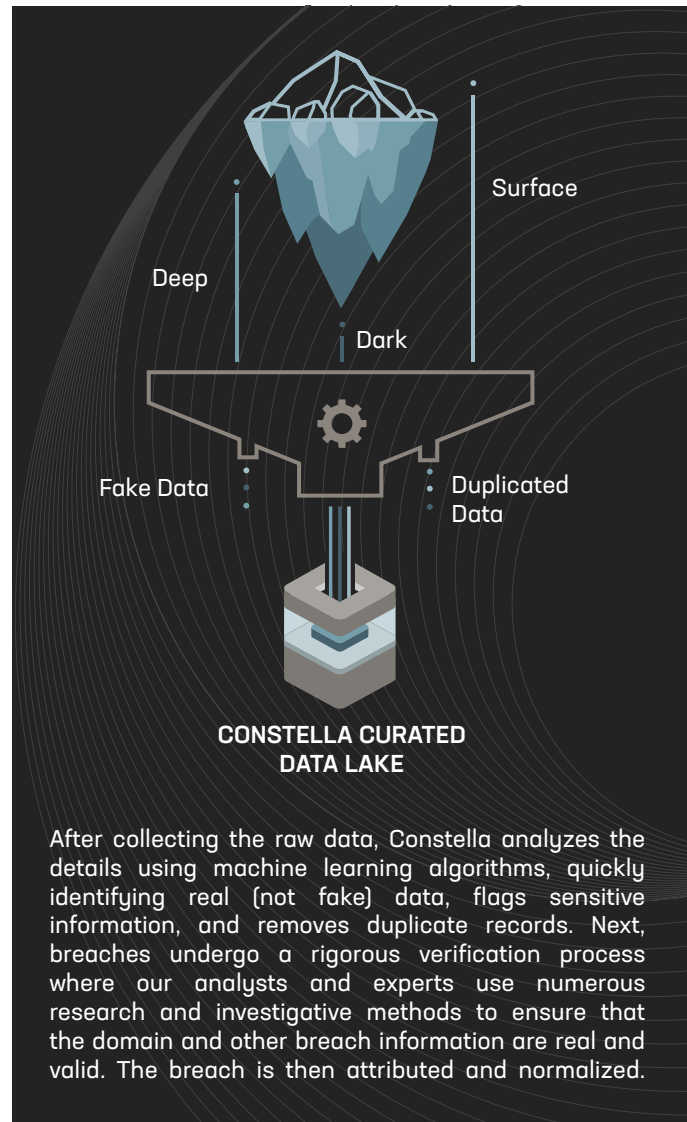 Surface
Deep
Dark
Fake Data
Duplicated
Data
CONSTELLA CURATED
DATA LAKE
After collecting the raw data, Constella analyzes the
details using machine learning algorithms, quickly
identifying real (not fake) data, flags sensitive
information, and removes duplicate records. Next,
breaches undergo a rigorous verification process
where our analysts and experts use numerous
research and investigative methods to ensure that
the domain and other breach information are real and
valid. The breach is then attributed and normalized.